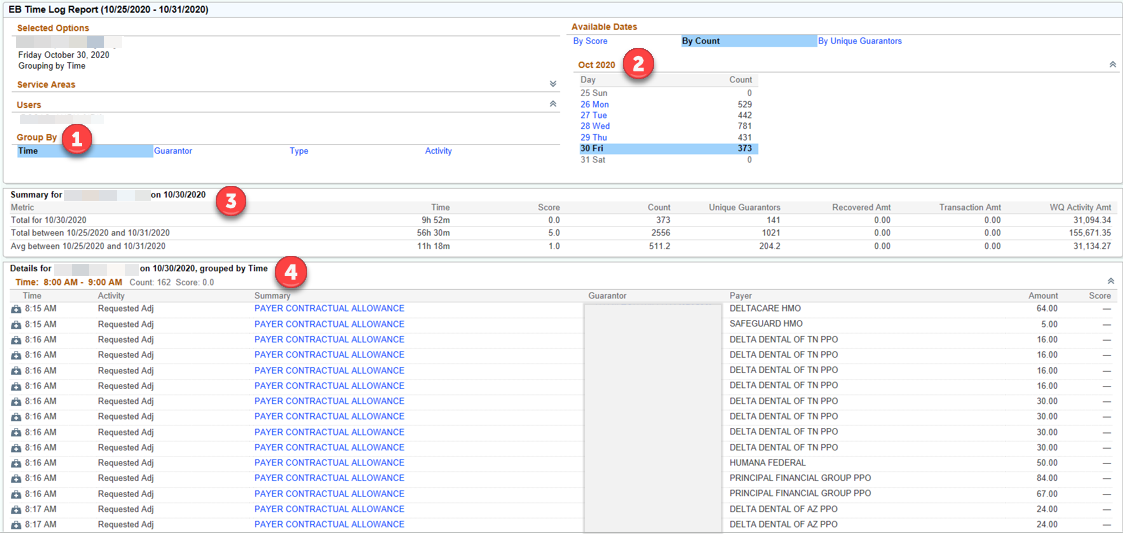 EB Time Log Report (10/25/2020 - 10/31/2020)
Selected Options
Friday October 30, 2020
Grouping by Time
Service Areas
Users
Group By 1
Time Guarantor Type Activity
Available Dates
By Score By Count By Unique Guarantors
Oct 2020 2
Day Count
25 Sun 0
26 Mon 529
27 Tue 442
28 Wed 781
29 Thu 431
30 Fri 373
31 Sat 0
Summary for on 10/30/2020 3
Metric Time Score Count Unique Guarantors Recovered Amt Transaction Amt WQ Activity Amt
Total for 10/30/2020 9h 52m 0.0 373 141 0.00 0.00 31,094.34
Total between 10/25/2020 and 10/31/2020 56h 30m 5.0 2556 1021 0.00 0.00 155,671.35
Avg between 10/25/2020 and 10/31/2020 11h 18m 1.0 511.2 204.2 0.00 0.00 31,134.27
Details for on 10/30/2020, grouped by Time 4
Time: 8:00 AM - 9:00 AM Count: 162 Score: 0.0
Time Activity Summary Guarantor Payer Amount Score
8:15 AM Requested Adj PAYER CONTRACTUAL ALLOWANCE DELTACARE HMO 64.00 —
8:15 AM Requested Adj PAYER CONTRACTUAL ALLOWANCE SAFEGUARD HMO 5.00 —
8:16 AM Requested Adj PAYER CONTRACTUAL ALLOWANCE DELTA DENTAL OF TN PPO 16.00 —
8:16 AM Requested Adj PAYER CONTRACTUAL ALLOWANCE DELTA DENTAL OF TN PPO 16.00 —
8:16 AM Requested Adj PAYER CONTRACTUAL ALLOWANCE DELTA DENTAL OF TN PPO 16.00 —
8:16 AM Requested Adj PAYER CONTRACTUAL ALLOWANCE DELTA DENTAL OF TN PPO 16.00 —
8:16 AM Requested Adj PAYER CONTRACTUAL ALLOWANCE DELTA DENTAL OF TN PPO 30.00 —
8:16 AM Requested Adj PAYER CONTRACTUAL ALLOWANCE DELTA DENTAL OF TN PPO 30.00 —
8:16 AM Requested Adj PAYER CONTRACTUAL ALLOWANCE DELTA DENTAL OF TN PPO 30.00 —
8:16 AM Requested Adj PAYER CONTRACTUAL ALLOWANCE DELTA DENTAL OF TN PPO 30.00 —
8:16 AM Requested Adj PAYER CONTRACTUAL ALLOWANCE HUMANA FEDERAL 50.00 —
8:16 AM Requested Adj PAYER CONTRACTUAL ALLOWANCE PRINCIPAL FINANCIAL GROUP PPO 84.00 —
8:16 AM Requested Adj PAYER CONTRACTUAL ALLOWANCE PRINCIPAL FINANCIAL GROUP PPO 67.00 —
8:17 AM Requested Adj PAYER CONTRACTUAL ALLOWANCE DELTA DENTAL OF AZ PPO 24.00 —
8:17 AM Requested Adj PAYER CONTRACTUAL ALLOWANCE DELTA DENTAL OF AZ PPO 24.00 —